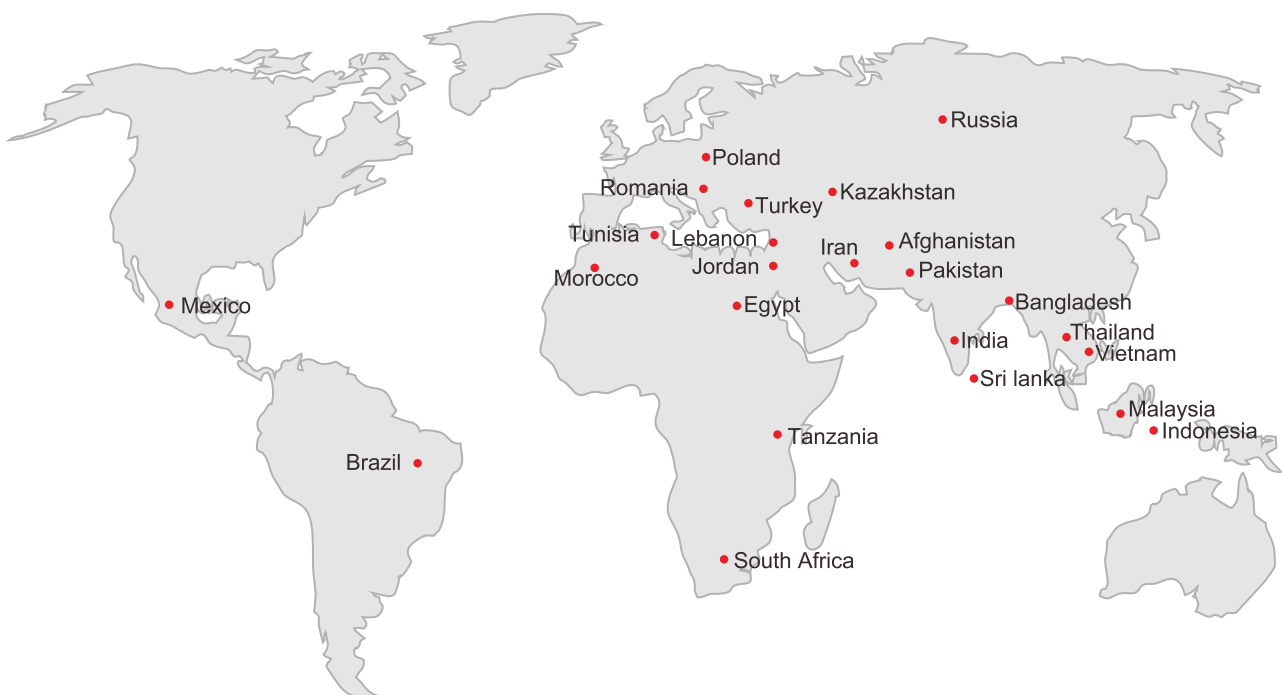 Russia
Poland
Romania
Kazakhstan
Turkey
Tunisia
Lebanon
Iran
Afghanistan
Jordan
Pakistan
Morocco
Mexico
Egypt
Bangladesh
Thailand
India
Vietnam
Sri lanka
Malaysia
Indonesia
Tanzania
Brazil
South Africa